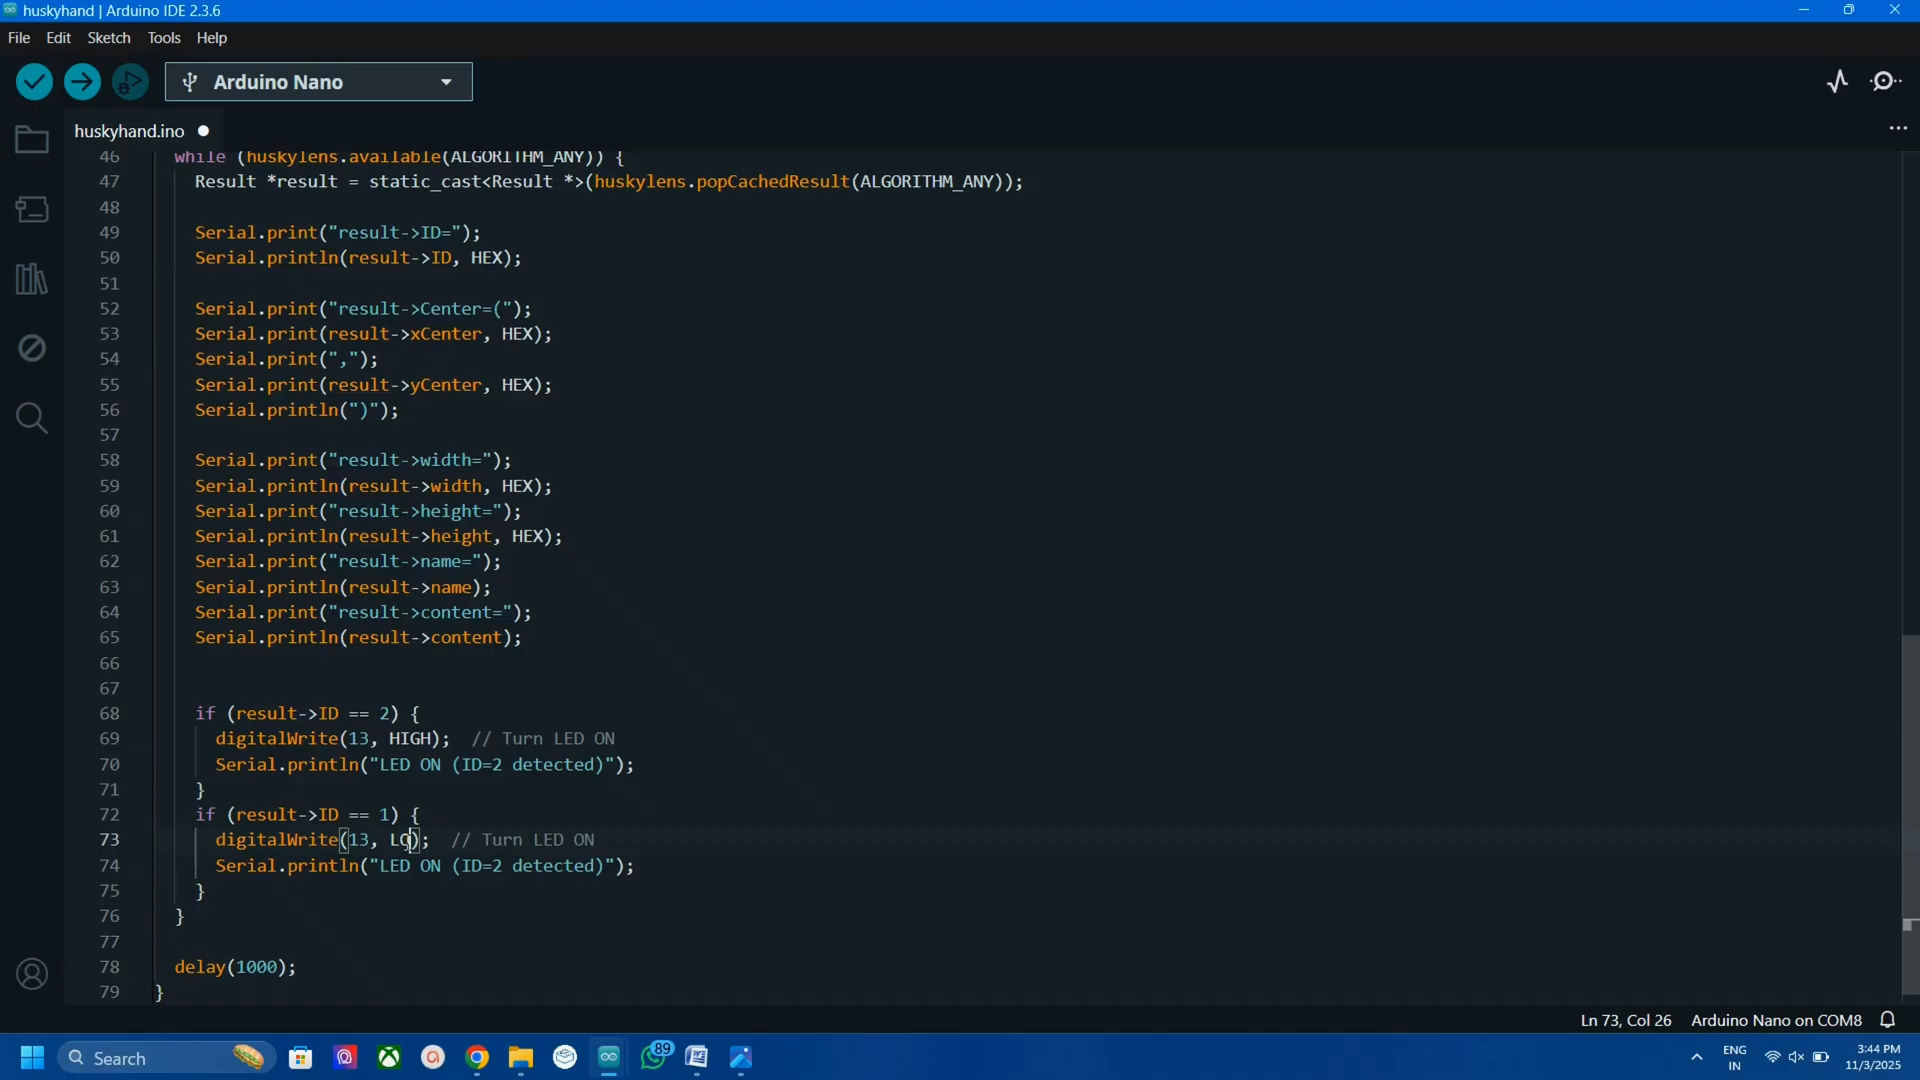 huskyhand | Arduino IDE 2.3.6
File Edit Sketch Tools Help
Arduino Nano
huskyhand.ino
46 while (huskylens.available(ALGORITHM_ANY)) {
47 Result *result = static_cast<Result *>(huskylens.popCachedResult(ALGORITHM_ANY));
48
49 Serial.print("result->ID=");
50 Serial.println(result->ID, HEX);
51
52 Serial.print("result->Center=(");
53 Serial.print(result->xCenter, HEX);
54 Serial.print(",");
55 Serial.print(result->yCenter, HEX);
56 Serial.println(")");
57
58 Serial.print("result->width=");
59 Serial.println(result->width, HEX);
60 Serial.print("result->height=");
61 Serial.println(result->height, HEX);
62 Serial.print("result->name=");
63 Serial.println(result->name);
64 Serial.print("result->content=");
65 Serial.println(result->content);
66
67
68 if (result->ID == 2) {
69 digitalWrite(13, HIGH); // Turn LED ON
70 Serial.println("LED ON (ID=2 detected)");
71 }
72 if (result->ID == 1) {
73 digitalWrite(13, LO); // Turn LED ON
74 Serial.println("LED ON (ID=2 detected)");
75 }
76 }
77
78 delay(1000);
79 }
Ln 73, Col 26 Arduino Nano on COM8
Search
89
ENG
IN
3:44 PM
11/3/2025